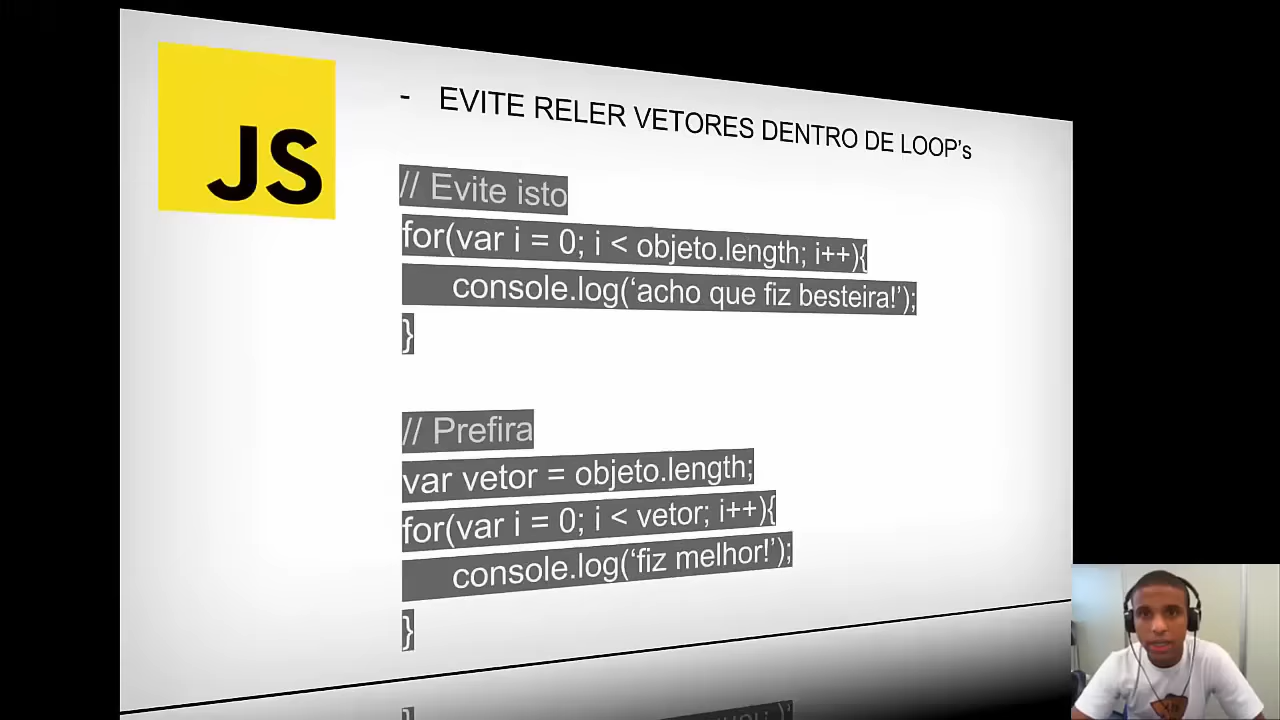 JS
- EVITE RELER VETORES DENTRO DE LOOP’s
// Evite isto
for(var i = 0; i < objeto.length; i++){
console.log(‘acho que fiz besteira!’);
}
// Prefira
var vetor = objeto.length;
for(var i = 0; i < vetor; i++){
console.log(‘fiz melhor!’);
}